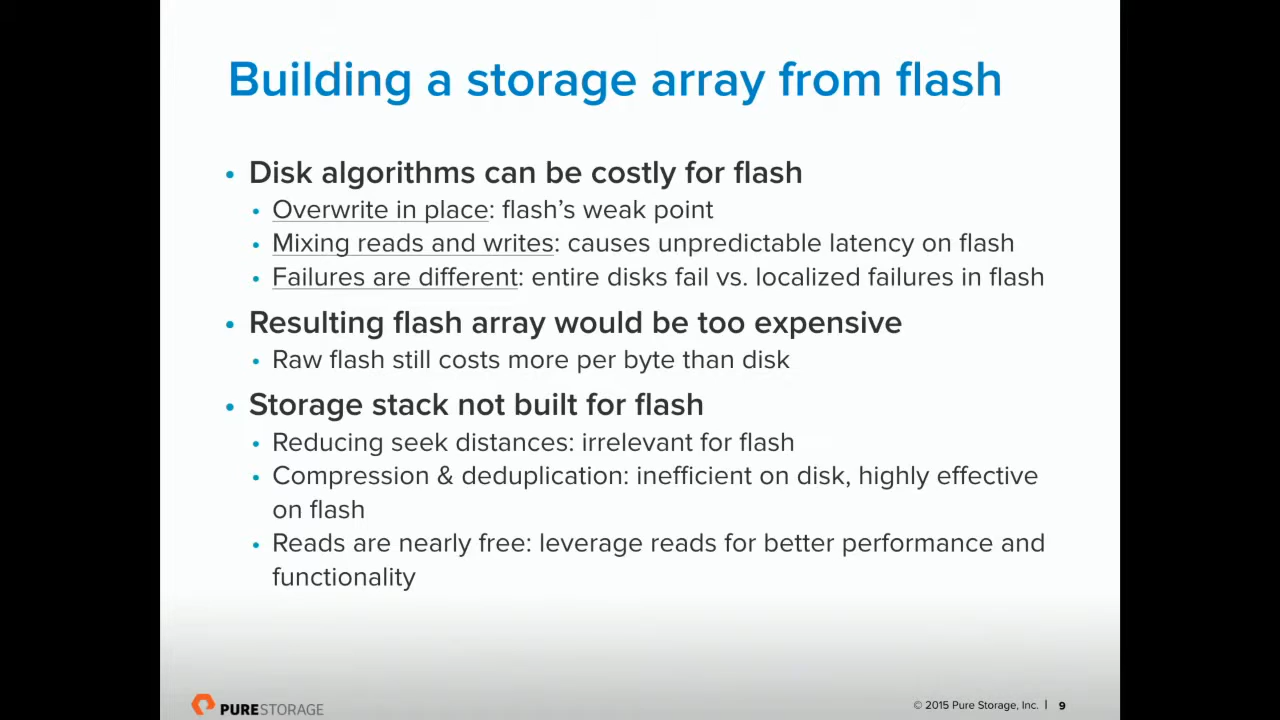 Building a storage array from flash
• Disk algorithms can be costly for flash
• Overwrite in place: flash’s weak point
• Mixing reads and writes: causes unpredictable latency on flash
• Failures are different: entire disks fail vs. localized failures in flash
• Resulting flash array would be too expensive
• Raw flash still costs more per byte than disk
• Storage stack not built for flash
• Reducing seek distances: irrelevant for flash
• Compression & deduplication: inefficient on disk, highly effective
on flash
• Reads are nearly free: leverage reads for better performance and
functionality
PURESTORAGE
© 2015 Pure Storage, Inc. | 9